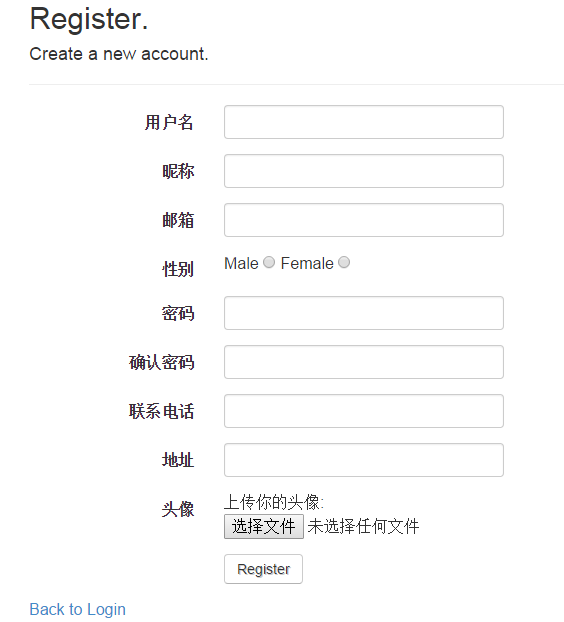 Register.
Create a new account.
用户名
昵称
邮箱
性别 Male Female
密码
确认密码
联系电话
地址
头像 上传你的头像:
选择文件 未选择任何文件
Register
Back to Login